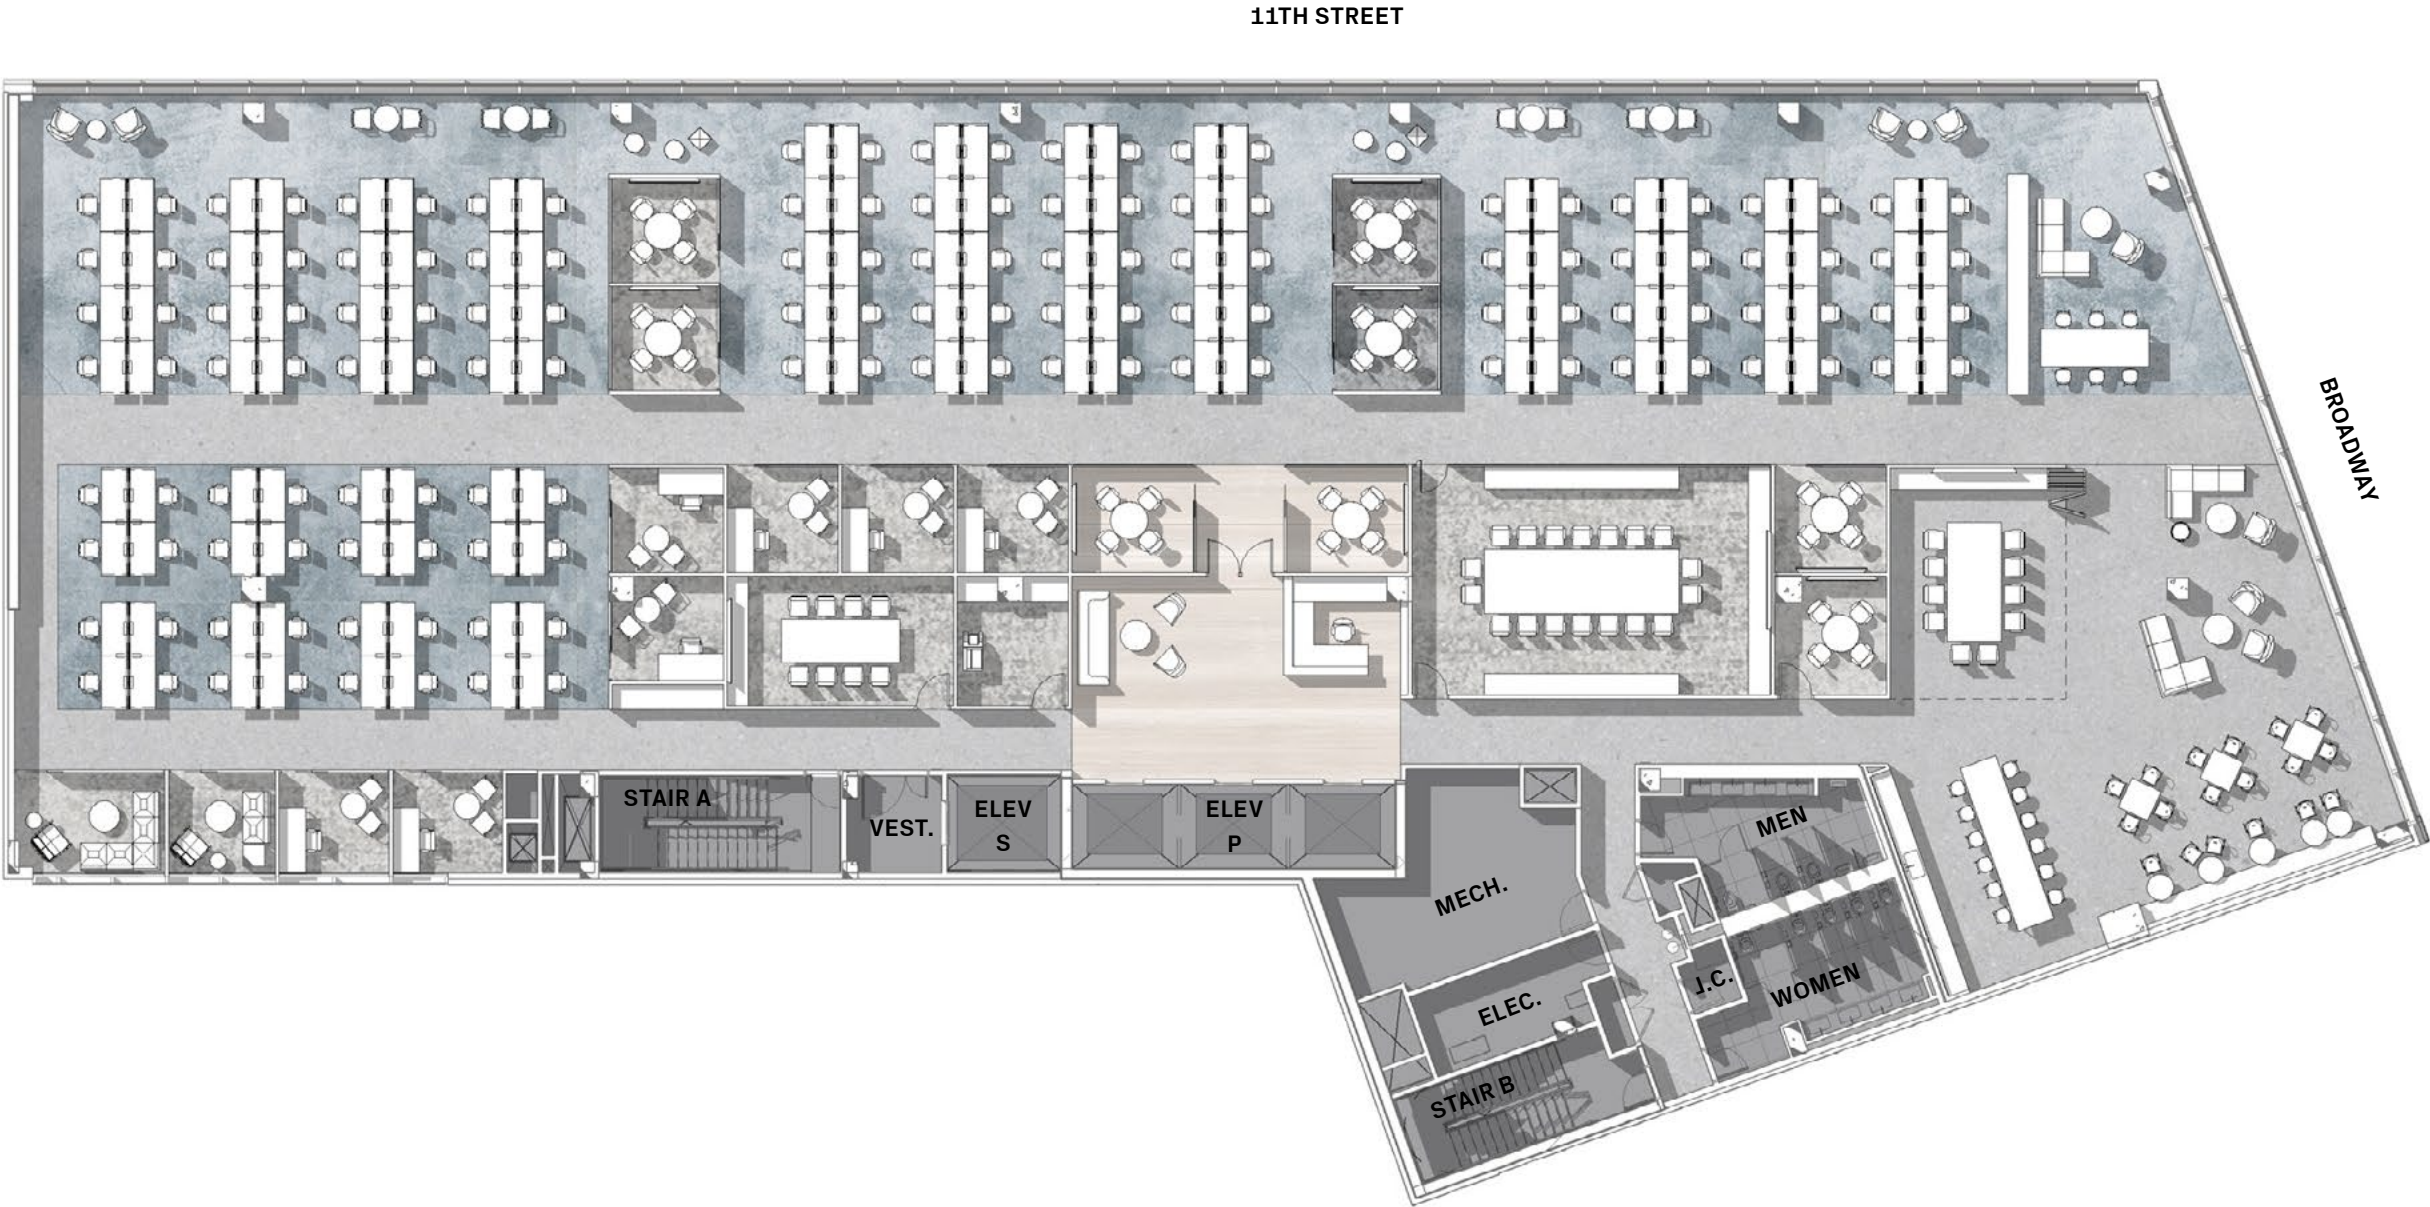 11TH STREET
BROADWAY
STAIR A
VEST.
ELEV
S
ELEV
P
MEN
MECH.
J.C.
WOMEN
ELEC.
STAIR B